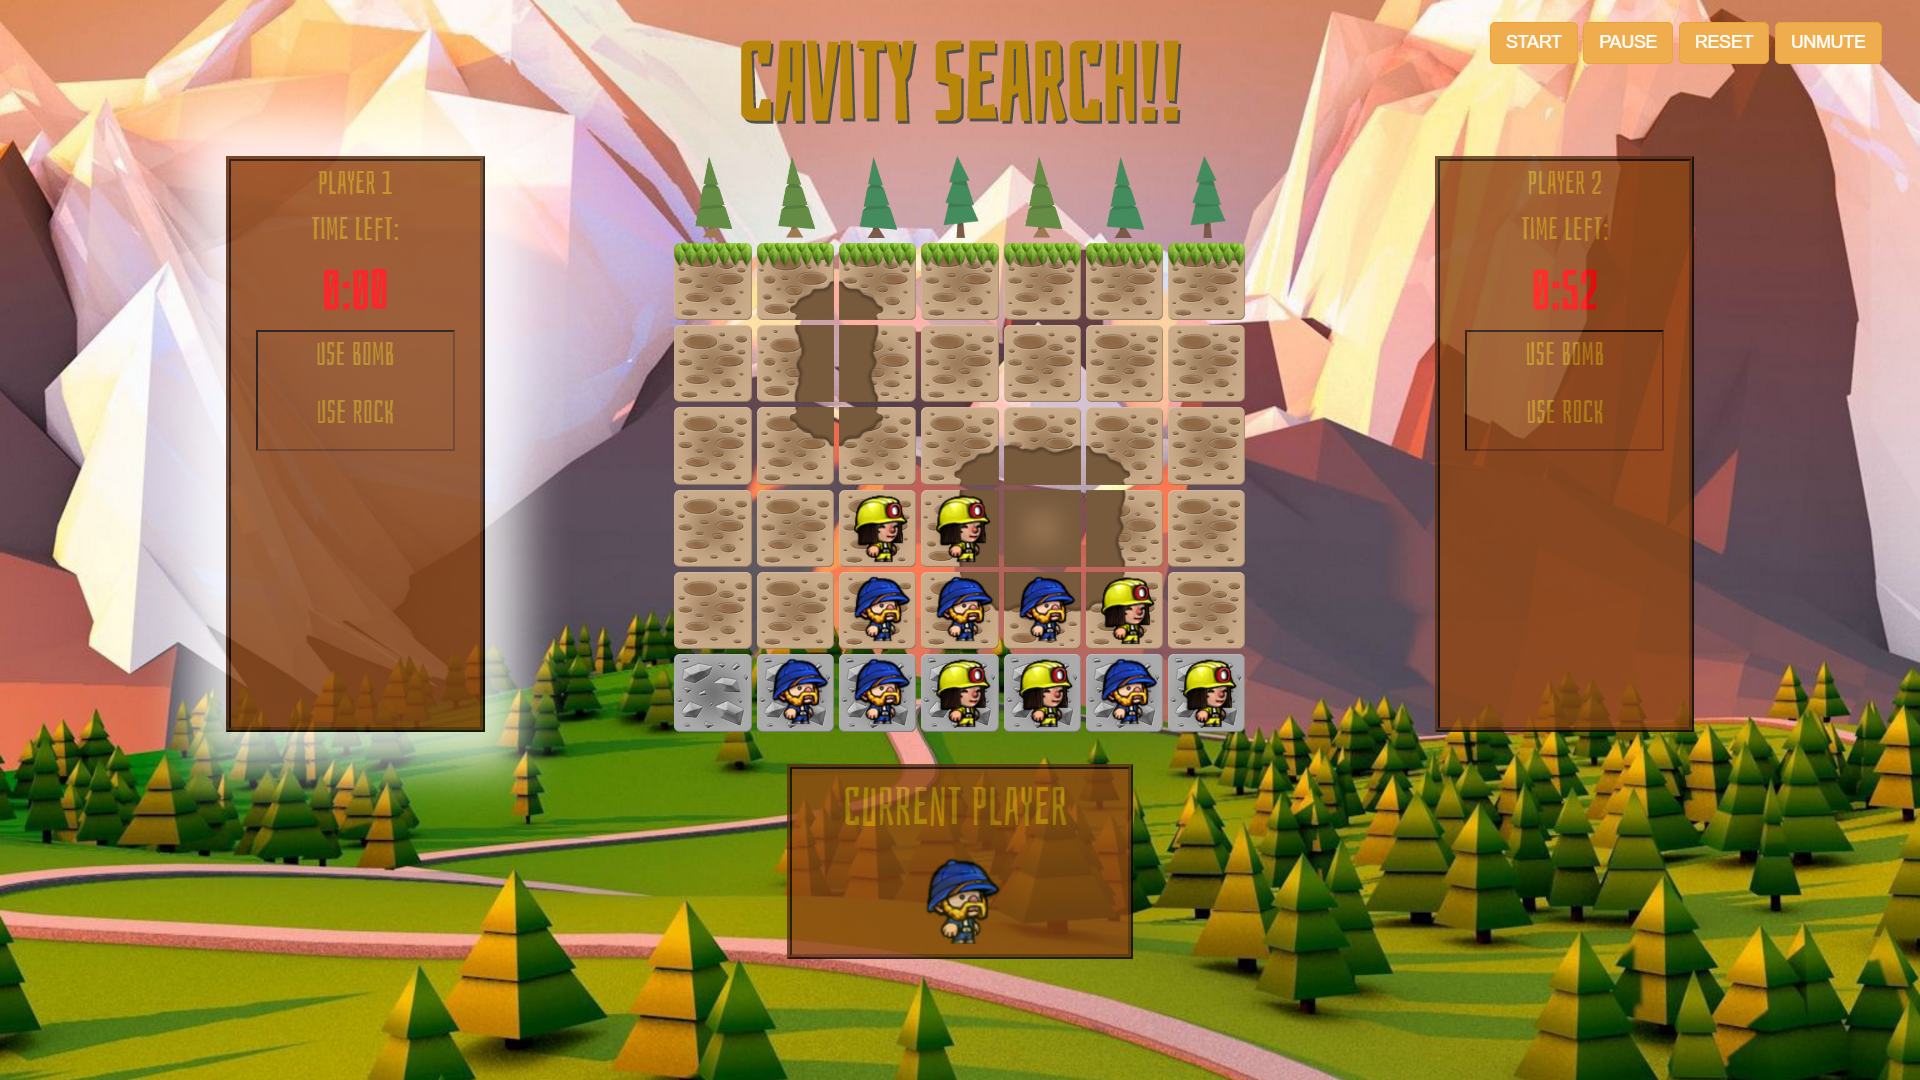 START PAUSE RESET UNMUTE
CAVITY SEARCH!!
PLAYER 1
TIME LEFT:
0:00
USE BOMB
USE ROCK
PLAYER 2
TIME LEFT:
0:52
USE BOMB
USE ROCK
CURRENT PLAYER